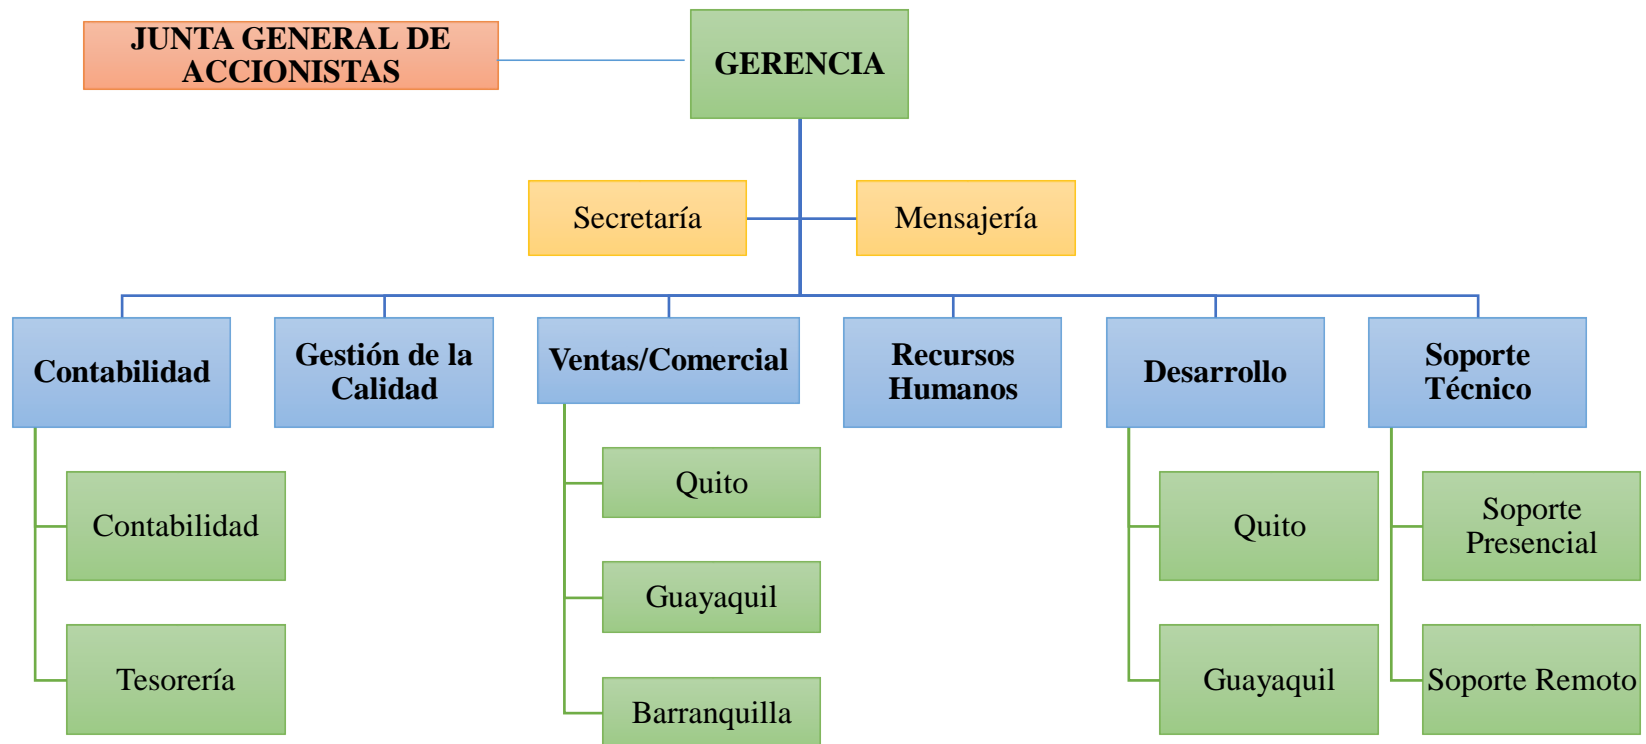 JUNTA GENERAL DE
ACCIONISTAS
GERENCIA
Secretaría
Mensajería
Contabilidad
Gestión de la
Calidad
Ventas/Comercial
Recursos
Humanos
Desarrollo
Soporte
Técnico
Contabilidad
Tesorería
Quito
Guayaquil
Barranquilla
Quito
Guayaquil
Soporte
Presencial
Soporte Remoto